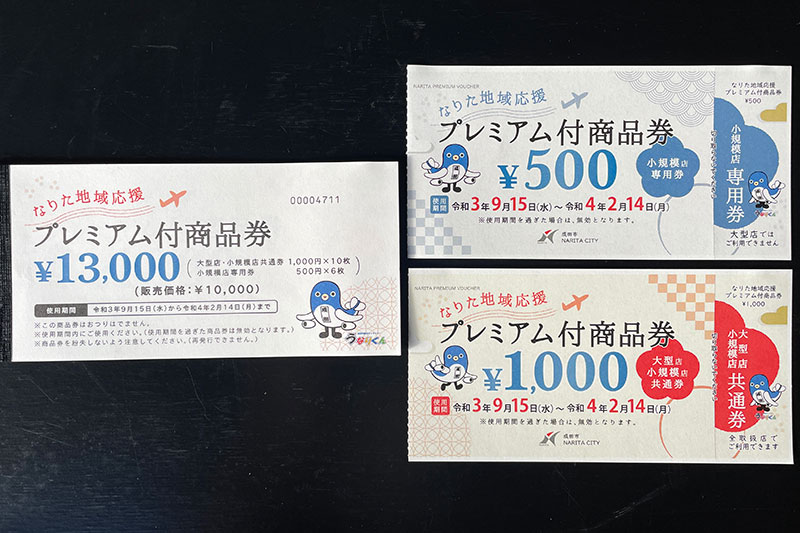 なりた地域応援
00004711
プレミアム付商品券
¥13,000
大型店・小規模店共通券 1,000円×10枚
小規模店専用券 500円×6枚
(販売価格：¥10,000)
使用期間 令和3年9月15日(水)から令和4年2月14日(月)まで
※この商品券はおつりはでません。
※使用期間内にご使用ください。(使用期間を過ぎた商品券は無効となります。)
※商品券を紛失しないよう注意してください。(再発行できません。)
うなりくん
NARITA PREMIUM VOUCHER
なりた地域応援
プレミアム付商品券
¥500
小規模店
専用券
使用期間 令和3年9月15日(水)～令和4年2月14日(月)
※使用期間を過ぎた場合は、無効となります。
成田市
NARITA CITY
なりた地域応援
プレミアム付商品券
¥500
小規模店
専用券
うなりくん
大型店では
ご利用できません
NARITA PREMIUM VOUCHER
なりた地域応援
プレミアム付商品券
¥1,000
大型店
小規模店
共通券
使用期間 令和3年9月15日(水)～令和4年2月14日(月)
※使用期間を過ぎた場合は、無効となります。
成田市
NARITA CITY
なりた地域応援
プレミアム付商品券
¥1,000
大型店
小規模店
共通券
うなりくん
全取扱店で
ご利用できます